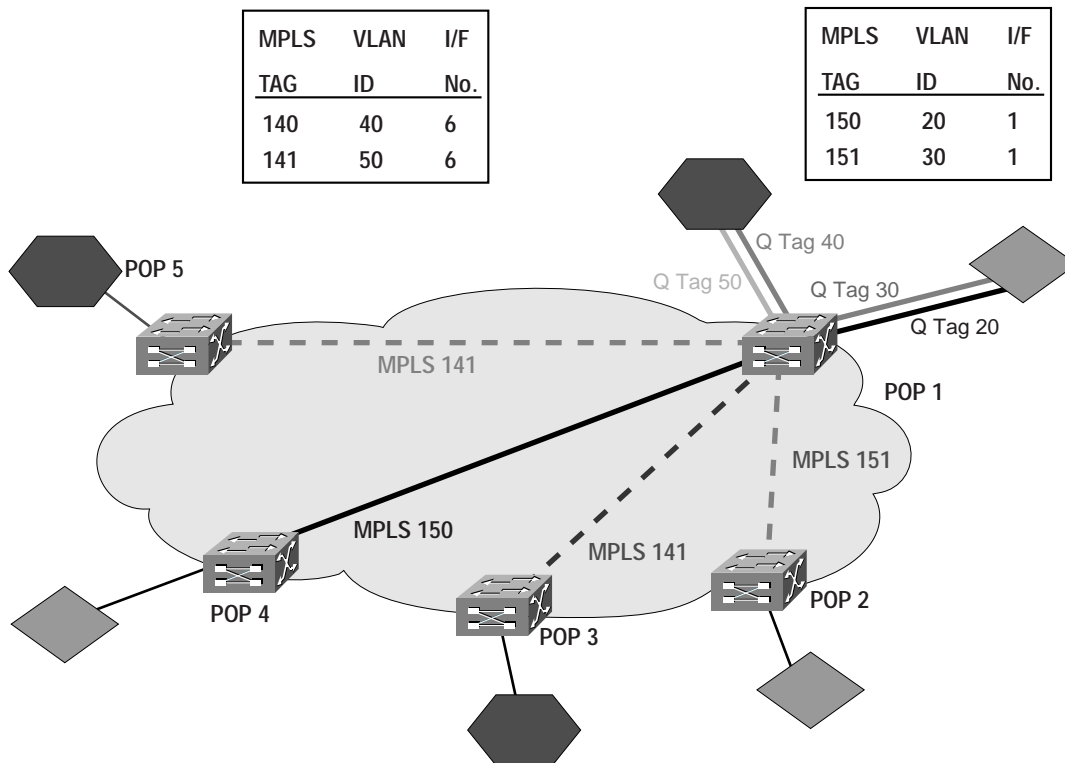 MPLS VLAN I/F
TAG ID No.
140 40 6
141 50 6
MPLS VLAN I/F
TAG ID No.
150 20 1
151 30 1
Q Tag 40
Q Tag 50
POP 5
Q Tag 30
Q Tag 20
MPLS 141
POP 1
MPLS 151
MPLS 150
MPLS 141
POP 4
POP 3
POP 2